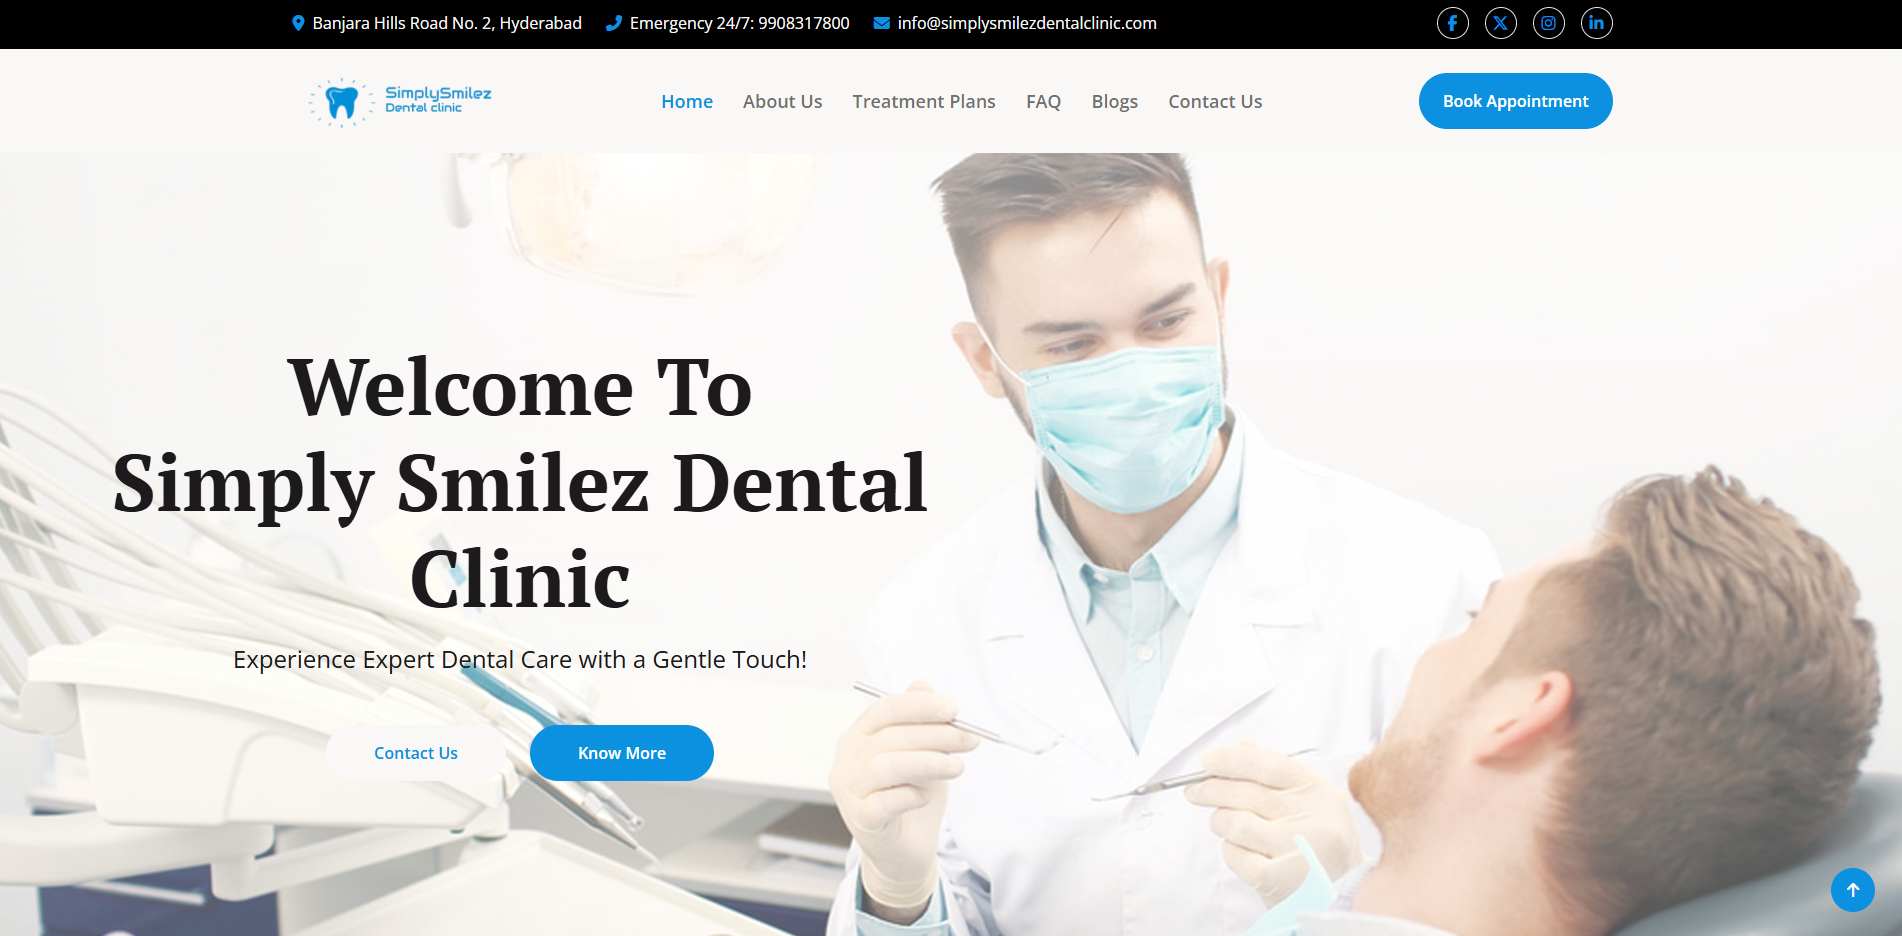 Banjara Hills Road No. 2, Hyderabad
Emergency 24/7: 9908317800
info@simplysmilezdentalclinic.com
SimplySmilez
Dental clinic
Home
About Us
Treatment Plans
FAQ
Blogs
Contact Us
Book Appointment
Welcome To
Simply Smilez Dental
Clinic
Experience Expert Dental Care with a Gentle Touch!
Contact Us
Know More